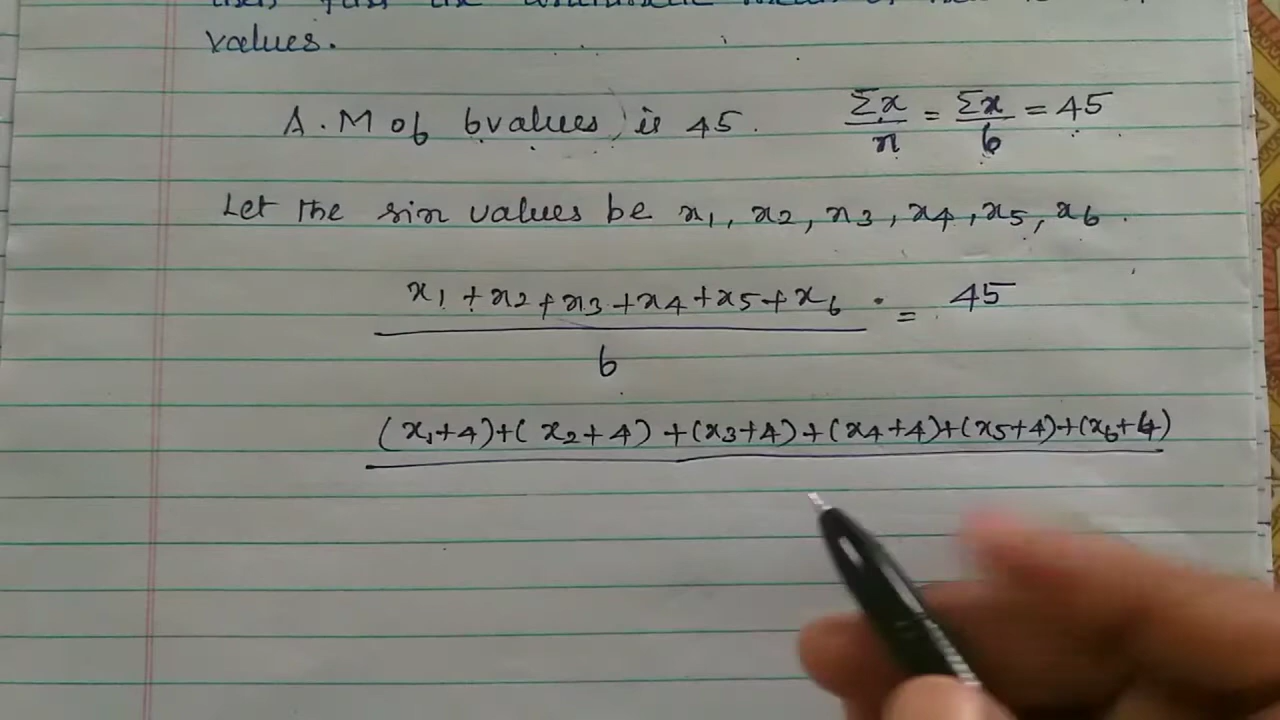 values.
A.M of 6values is 45. Σx/n = Σx/6 = 45
Let the six values be x1, x2, x3, x4, x5, x6.
x1 + x2 + x3 + x4 + x5 + x6 = 45
6
(x1+4)+(x2+4)+(x3+4)+(x4+4)+(x5+4)+(x6+4)